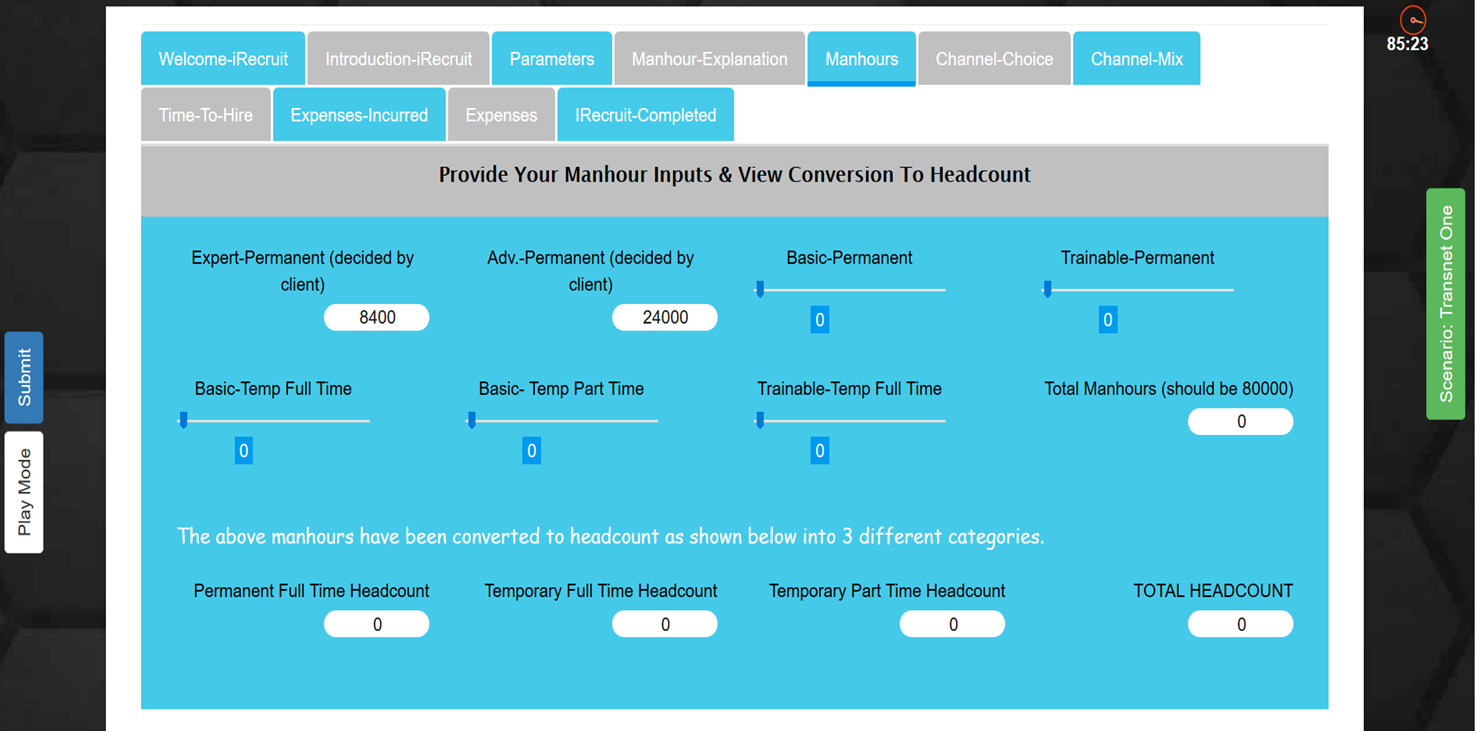 85:23
Welcome-iRecruit
Introduction-iRecruit
Parameters
Manhour-Explanation
Manhours
Channel-Choice
Channel-Mix
Time-To-Hire
Expenses-Incurred
Expenses
IRecruit-Completed
Provide Your Manhour Inputs & View Conversion To Headcount
Expert-Permanent (decided by
client)
8400
Adv.-Permanent (decided by
client)
24000
Basic-Permanent
0
Trainable-Permanent
0
Basic-Temp Full Time
0
Basic- Temp Part Time
0
Trainable-Temp Full Time
0
Total Manhours (should be 80000)
0
The above manhours have been converted to headcount as shown below into 3 different categories.
Permanent Full Time Headcount
0
Temporary Full Time Headcount
0
Temporary Part Time Headcount
0
TOTAL HEADCOUNT
0
Submit
Play Mode
Scenario: Transnet One